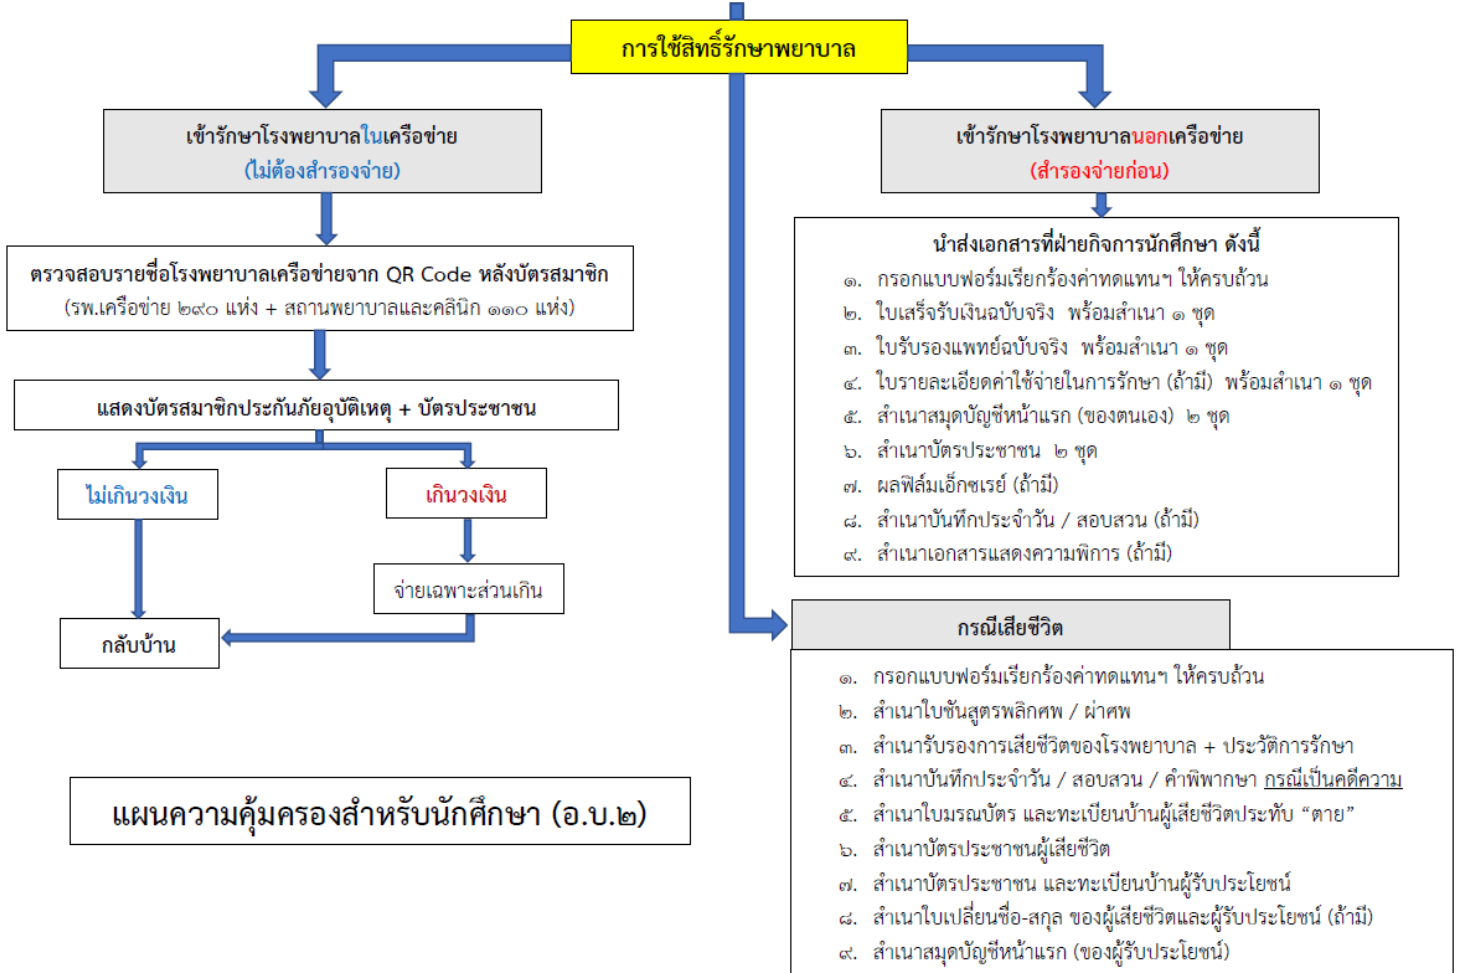 การใช้สิทธิ์รักษาพยาบาล
เข้ารักษาโรงพยาบาลในเครือข่าย
(ไม่ต้องสำรองจ่าย)
ตรวจสอบรายชื่อโรงพยาบาลเครือข่ายจาก QR Code หลังบัตรสมาชิก
(รพ.เครือข่าย ๒๙๐ แห่ง + สถานพยาบาลและคลินิก ๑๑๐ แห่ง)
แสดงบัตรสมาชิกประกันภัยอุบัติเหตุ + บัตรประชาชน
ไม่เกินวงเงิน
เกินวงเงิน
จ่ายเฉพาะส่วนเกิน
กลับบ้าน
แผนความคุ้มครองสำหรับนักศึกษา (อ.บ.๒)
เข้ารักษาโรงพยาบาลนอกเครือข่าย
(สำรองจ่ายก่อน)
นำส่งเอกสารที่ฝ่ายกิจการนักศึกษา ดังนี้
๑. กรอกแบบฟอร์มเรียกร้องค่าทดแทนฯ ให้ครบถ้วน
๒. ใบเสร็จรับเงินฉบับจริง พร้อมสำเนา ๑ ชุด
๓. ใบรับรองแพทย์ฉบับจริง พร้อมสำเนา ๑ ชุด
๔. ใบรายละเอียดค่าใช้จ่ายในการรักษา (ถ้ามี) พร้อมสำเนา ๑ ชุด
๕. สำเนาสมุดบัญชีหน้าแรก (ของตนเอง) ๒ ชุด
๖. สำเนาบัตรประชาชน ๒ ชุด
๗. ผลฟิล์มเอ็กซเรย์ (ถ้ามี)
๘. สำเนาบันทึกประจำวัน / สอบสวน (ถ้ามี)
๙. สำเนาเอกสารแสดงความพิการ (ถ้ามี)
กรณีเสียชีวิต
๑. กรอกแบบฟอร์มเรียกร้องค่าทดแทนฯ ให้ครบถ้วน
๒. สำเนาใบชันสูตรพลิกศพ / ผ่าศพ
๓. สำเนารับรองการเสียชีวิตของโรงพยาบาล + ประวัติการรักษา
๔. สำเนาบันทึกประจำวัน / สอบสวน / คำพิพากษา กรณีเป็นคดีความ
๕. สำเนาใบมรณบัตร และทะเบียนบ้านผู้เสียชีวิตประทับ “ตาย”
๖. สำเนาบัตรประชาชนผู้เสียชีวิต
๗. สำเนาบัตรประชาชน และทะเบียนบ้านผู้รับประโยชน์
๘. สำเนาใบเปลี่ยนชื่อ-สกุล ของผู้เสียชีวิตและผู้รับประโยชน์ (ถ้ามี)
๙. สำเนาสมุดบัญชีหน้าแรก (ของผู้รับประโยชน์)